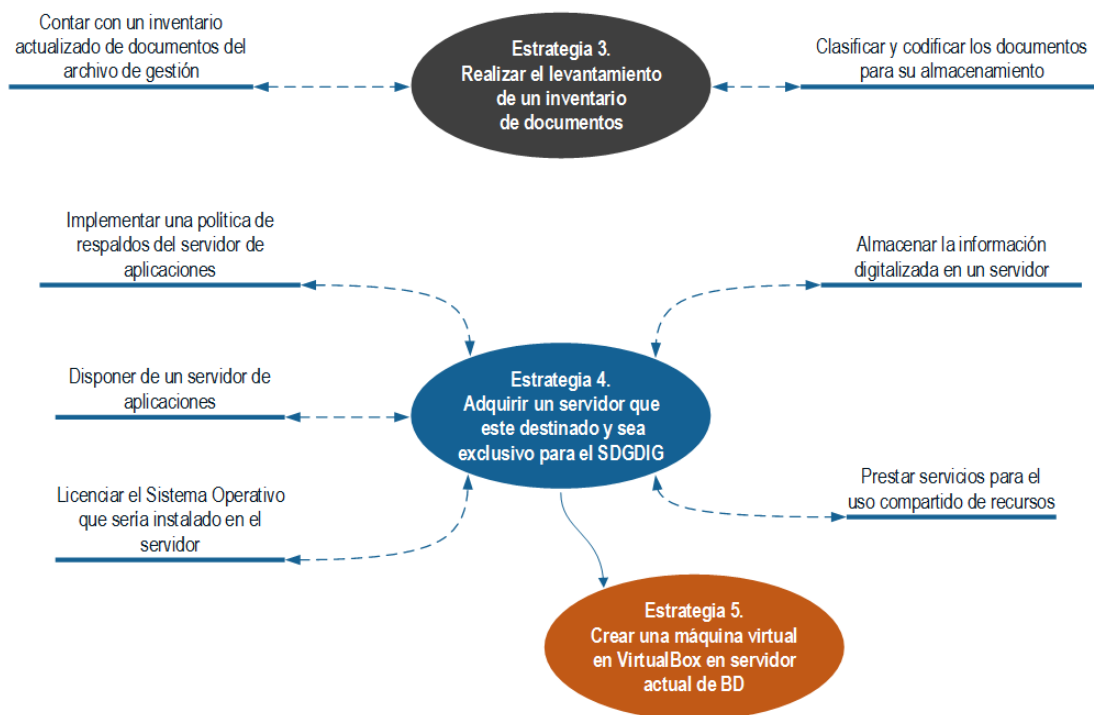 Contar con un inventario
actualizado de documentos del
archivo de gestión
Estrategia 3.
Realizar el levantamiento
de un inventario
de documentos
Clasificar y codificar los documentos
para su almacenamiento
Implementar una política de
respaldos del servidor de
aplicaciones
Almacenar la información
digitalizada en un servidor
Disponer de un servidor de
aplicaciones
Estrategia 4.
Adquirir un servidor que
este destinado y sea
exclusivo para el SDGDIG
Licenciar el Sistema Operativo
que sería instalado en el
servidor
Prestar servicios para el
uso compartido de recursos
Estrategia 5.
Crear una máquina virtual
en VirtualBox en servidor
actual de BD